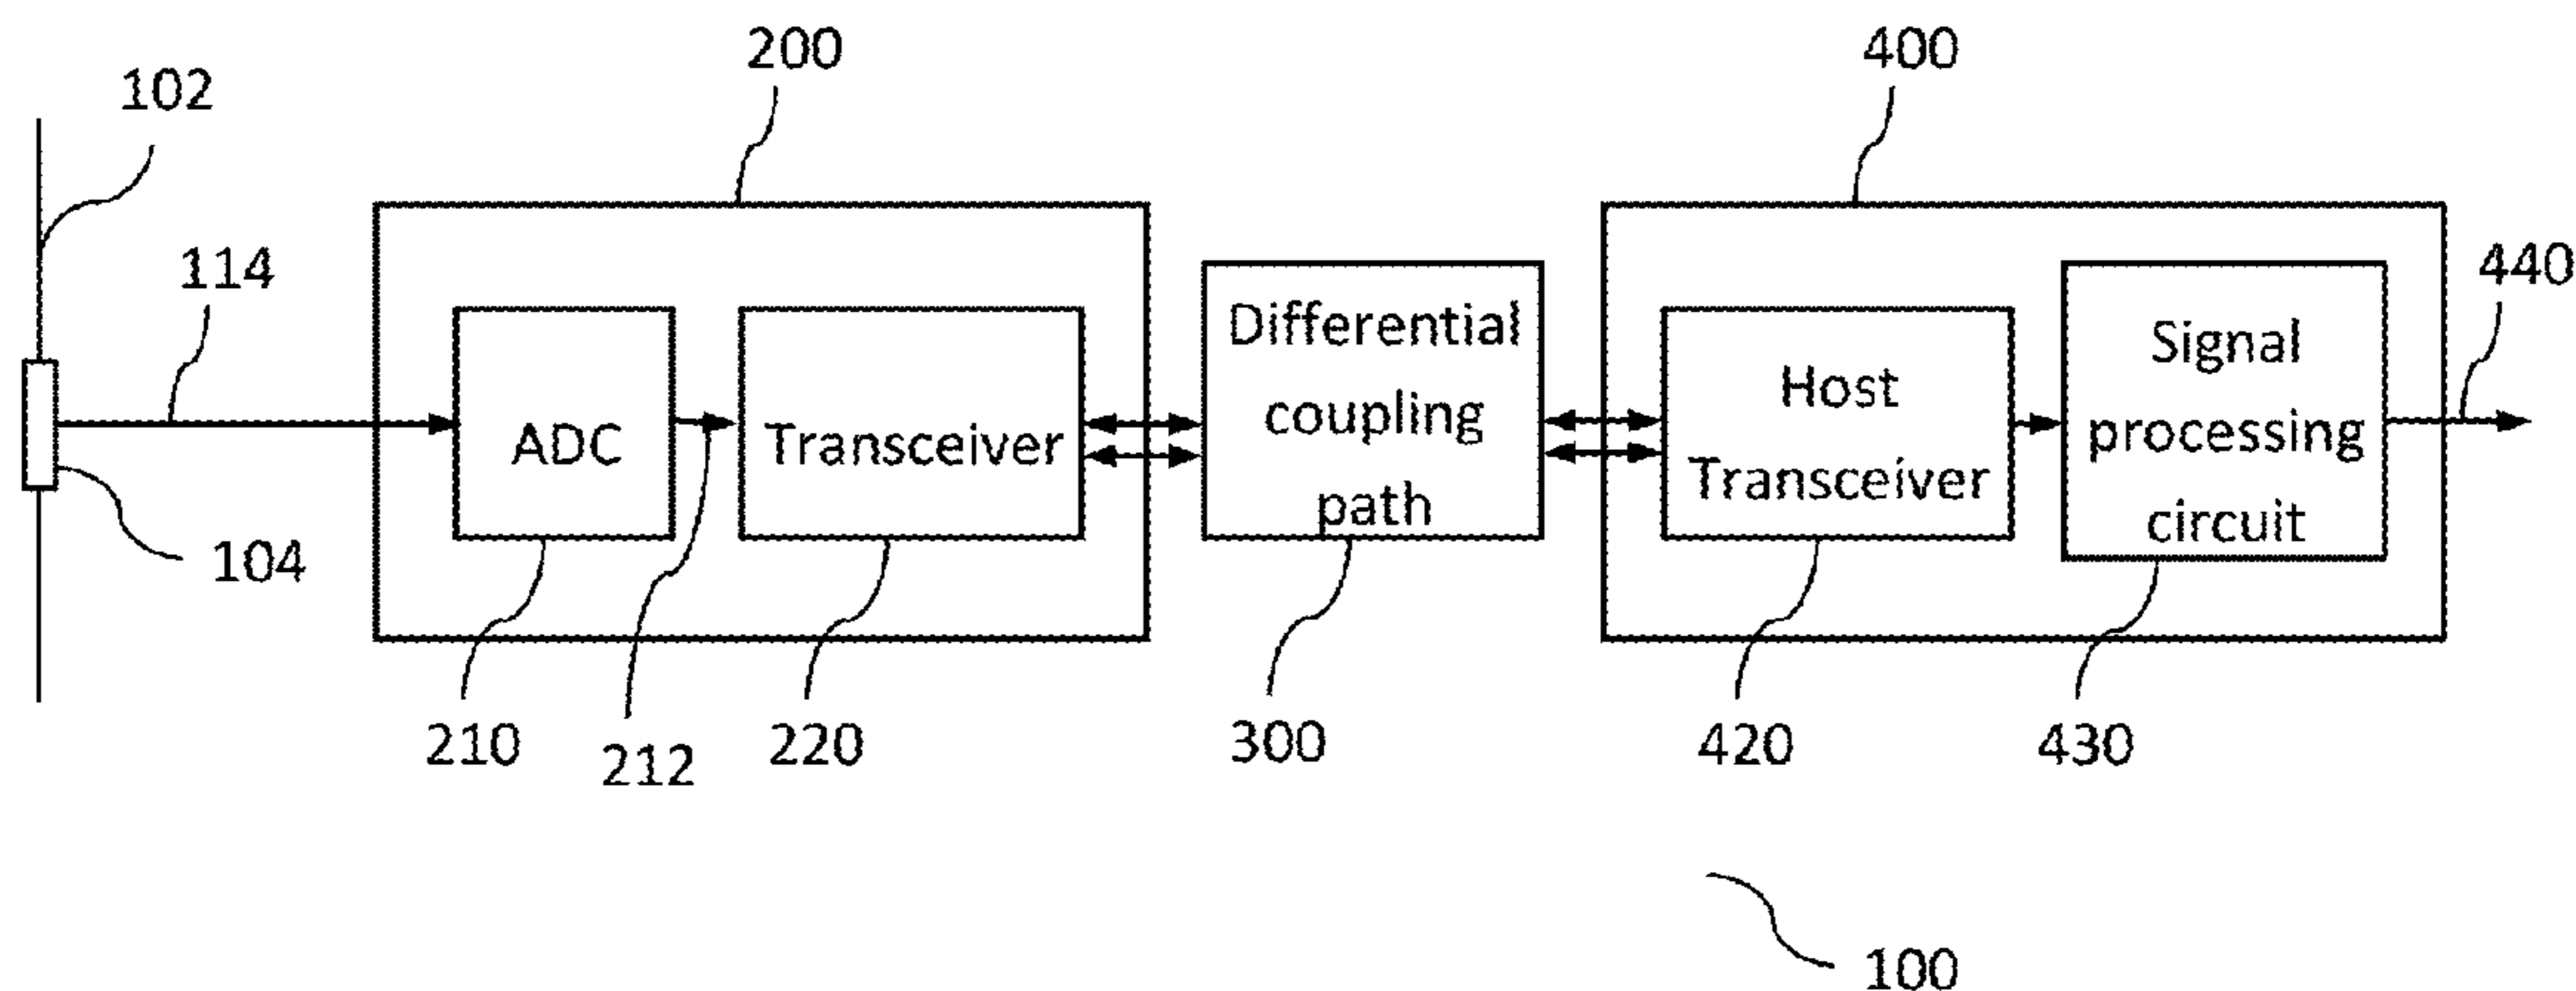 200
400
102
114
440
ADC
Transceiver
Differential
coupling
path
Host
Transceiver
Signal
processing
circuit
104
210
212
220
300
420
430
100